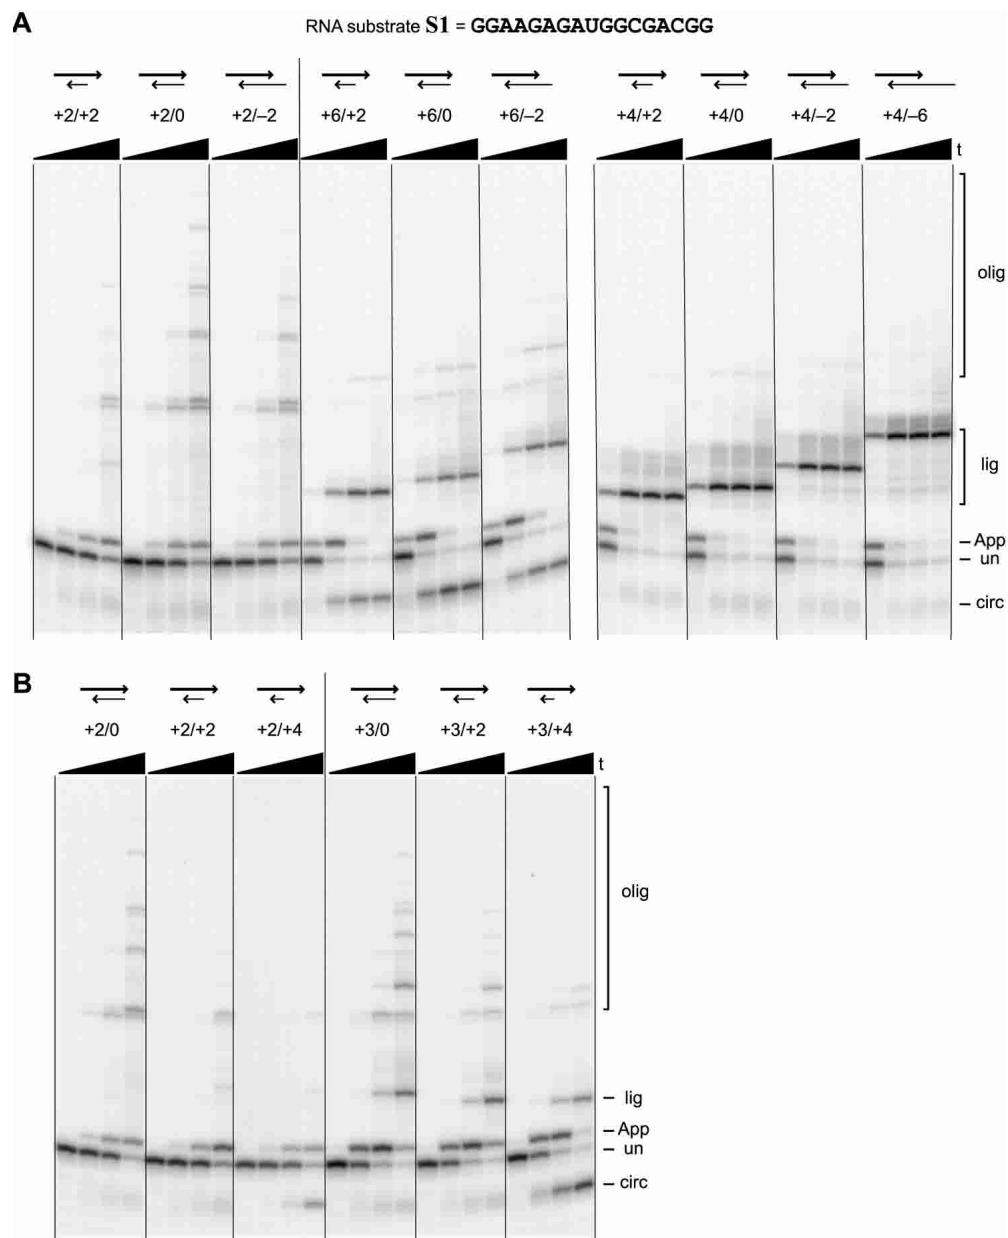 A
RNA substrate S1 = GGAAGAGAUGGCGACGG
+2/+2 +2/0 +2/–2 +6/+2 +6/0 +6/–2 +4/+2 +4/0 +4/–2 +4/–6
t
olig
lig
App
un
circ
B
+2/0 +2/+2 +2/+4 +3/0 +3/+2 +3/+4
t
olig
lig
App
un
circ